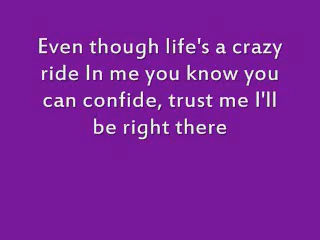 Even though life's a crazy
ride In me you know you
can confide, trust me I'll
be right there